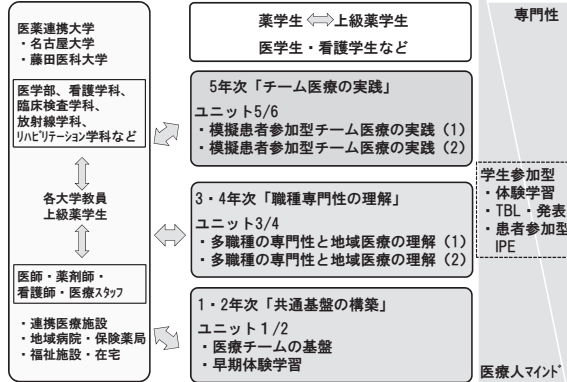 医薬連携大学
・名古屋大学
・藤田医科大学
医学部、看護学科、
臨床検査学科、
放射線学科、
ﾘﾊﾋﾞﾘﾃｰｼｮﾝ学科など
各大学教員
上級薬学生
医師・薬剤師・
看護師・医療ｽﾀｯﾌ
・連携医療施設
・地域病院・保険薬局
・福祉施設・在宅
薬学生 ⇔ 上級薬学生
医学生・看護学生など
5年次「チーム医療の実践」
ユニット5/6
・模擬患者参加型チーム医療の実践（1）
・模擬患者参加型チーム医療の実践（2）
3・4年次「職種専門性の理解」
ユニット3/4
・多職種の専門性と地域医療の理解（1）
・多職種の専門性と地域医療の理解（2）
1・2年次「共通基盤の構築」
ユニット１/2
・医療チームの基盤
・早期体験学習
専門性
学生参加型
・体験学習
・TBL・発表
・患者参加型
IPE
医療人ﾏｲﾝﾄﾞ